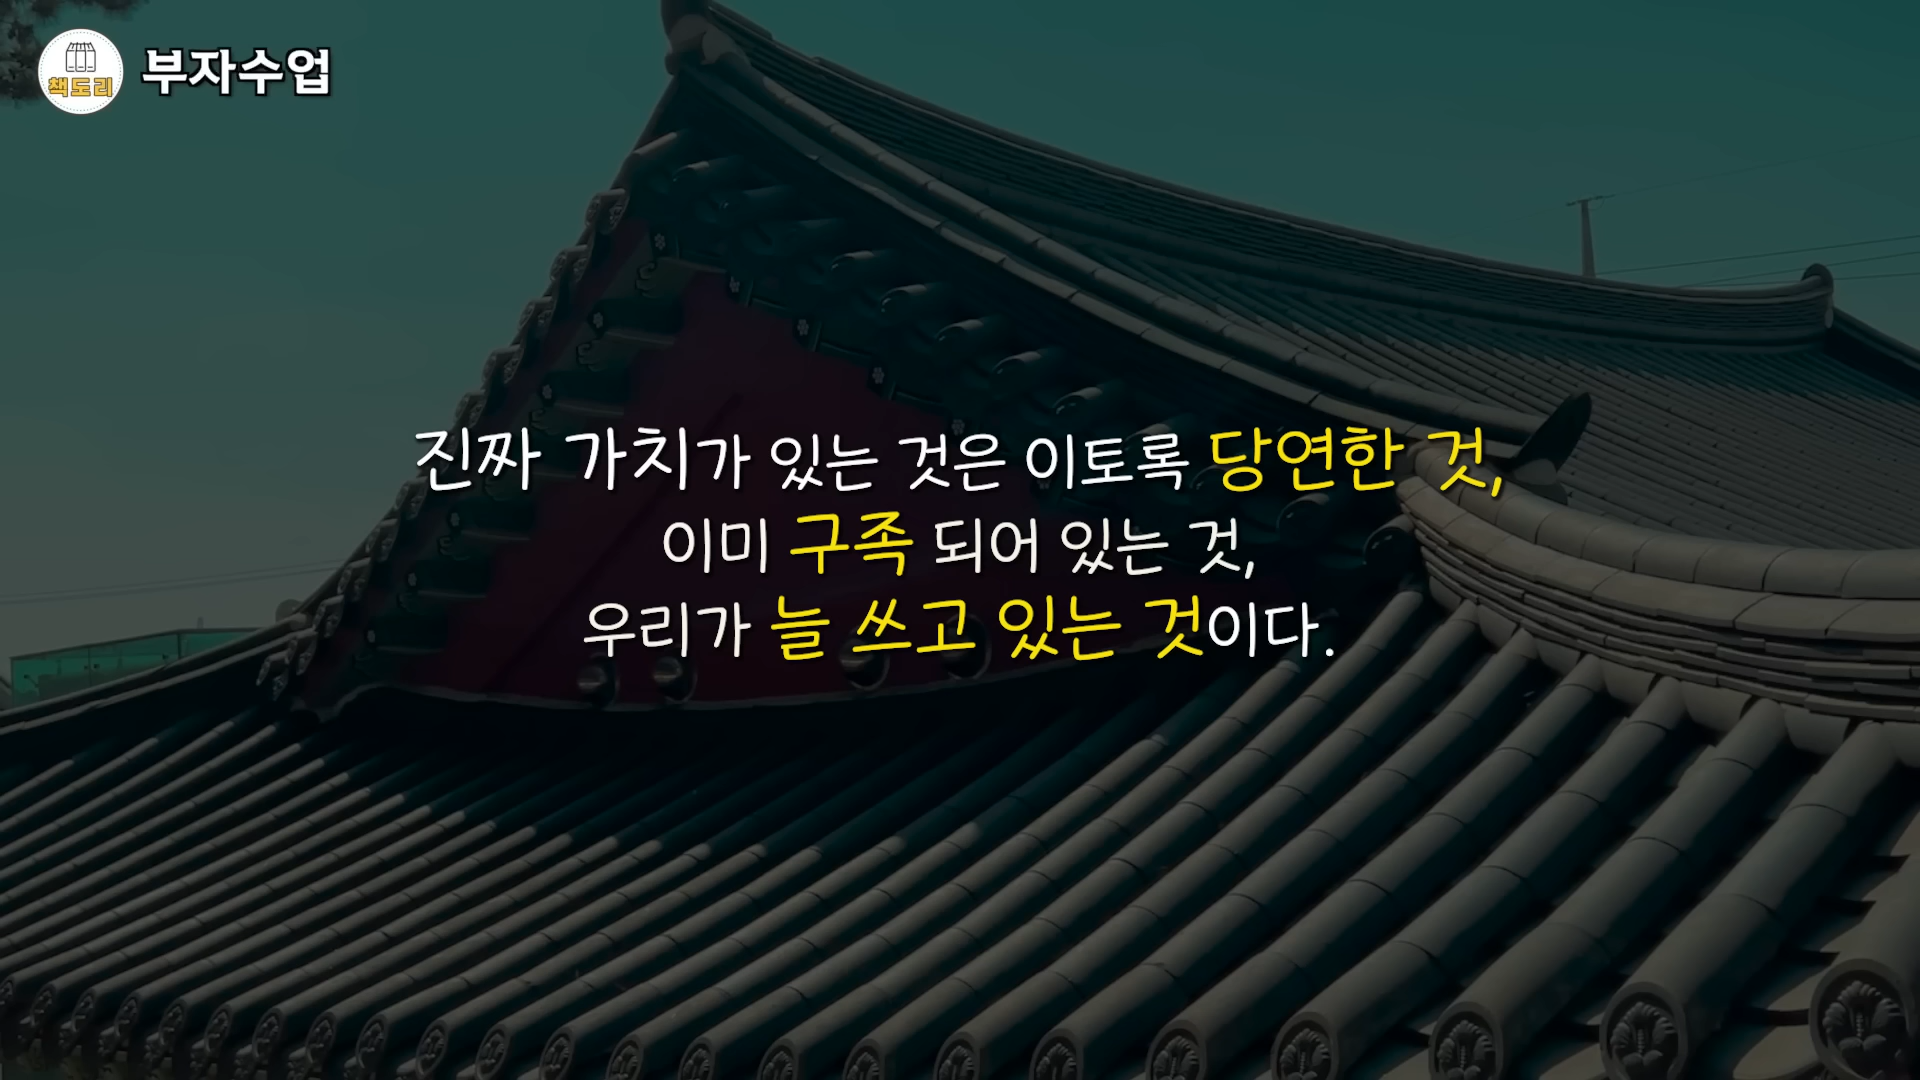 책도리
부자수업
진짜 가치가 있는 것은 이토록 당연한 것,
이미 구족 되어 있는 것,
우리가 늘 쓰고 있는 것이다.